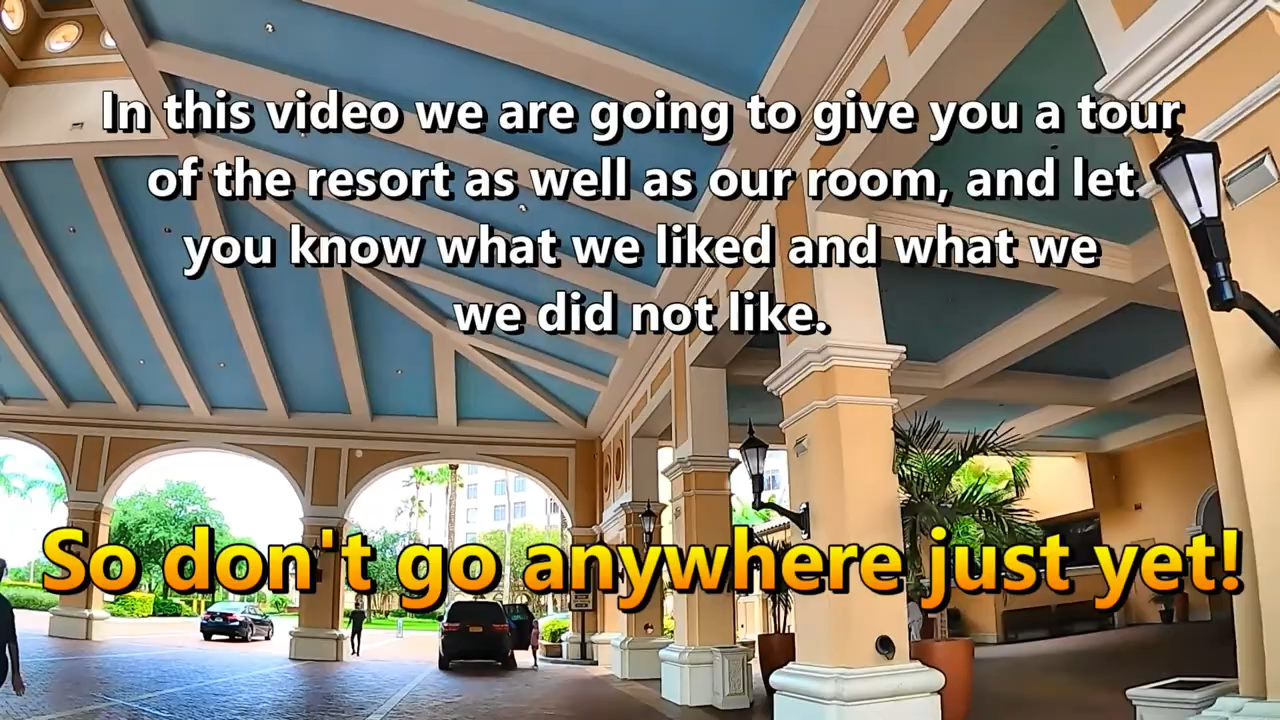 In this video we are going to give you a tour
of the resort as well as our room, and let
you know what we liked and what we
we did not like.
So don't go anywhere just yet!